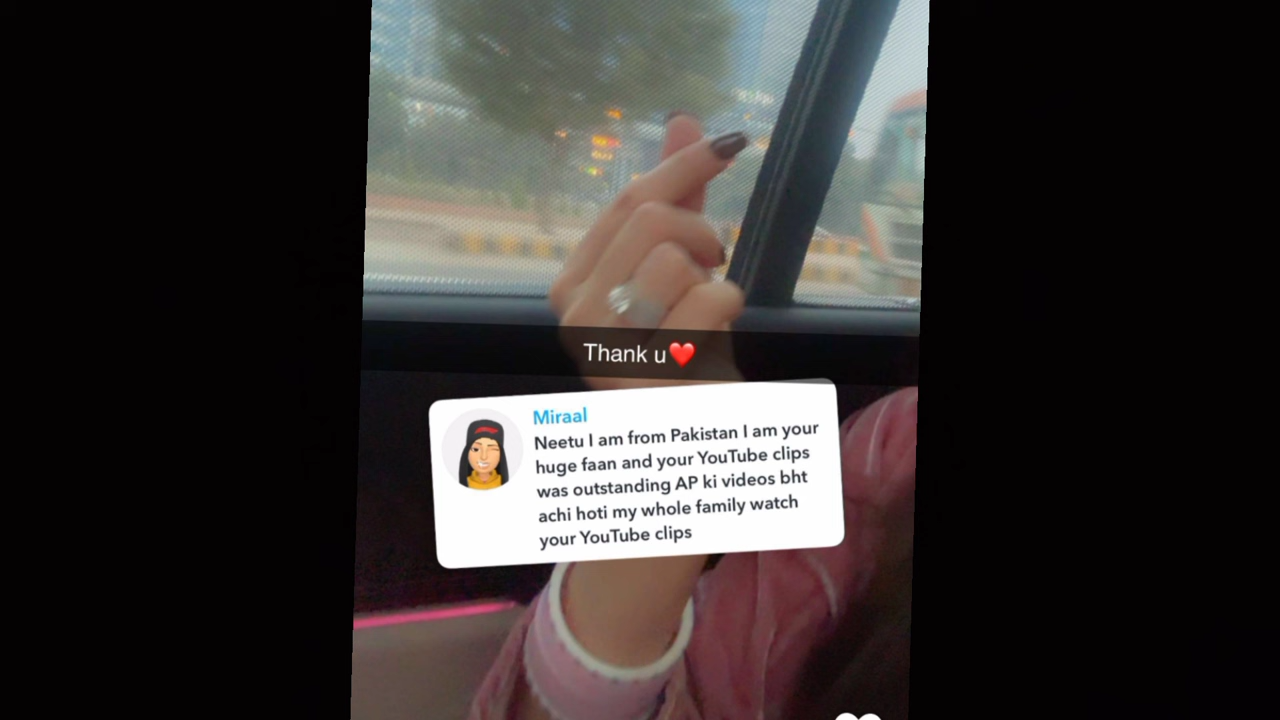 Thank u❤️
Miraal
Neetu I am from Pakistan I am your
huge faan and your YouTube clips
was outstanding AP ki videos bht
achi hoti my whole family watch
your YouTube clips